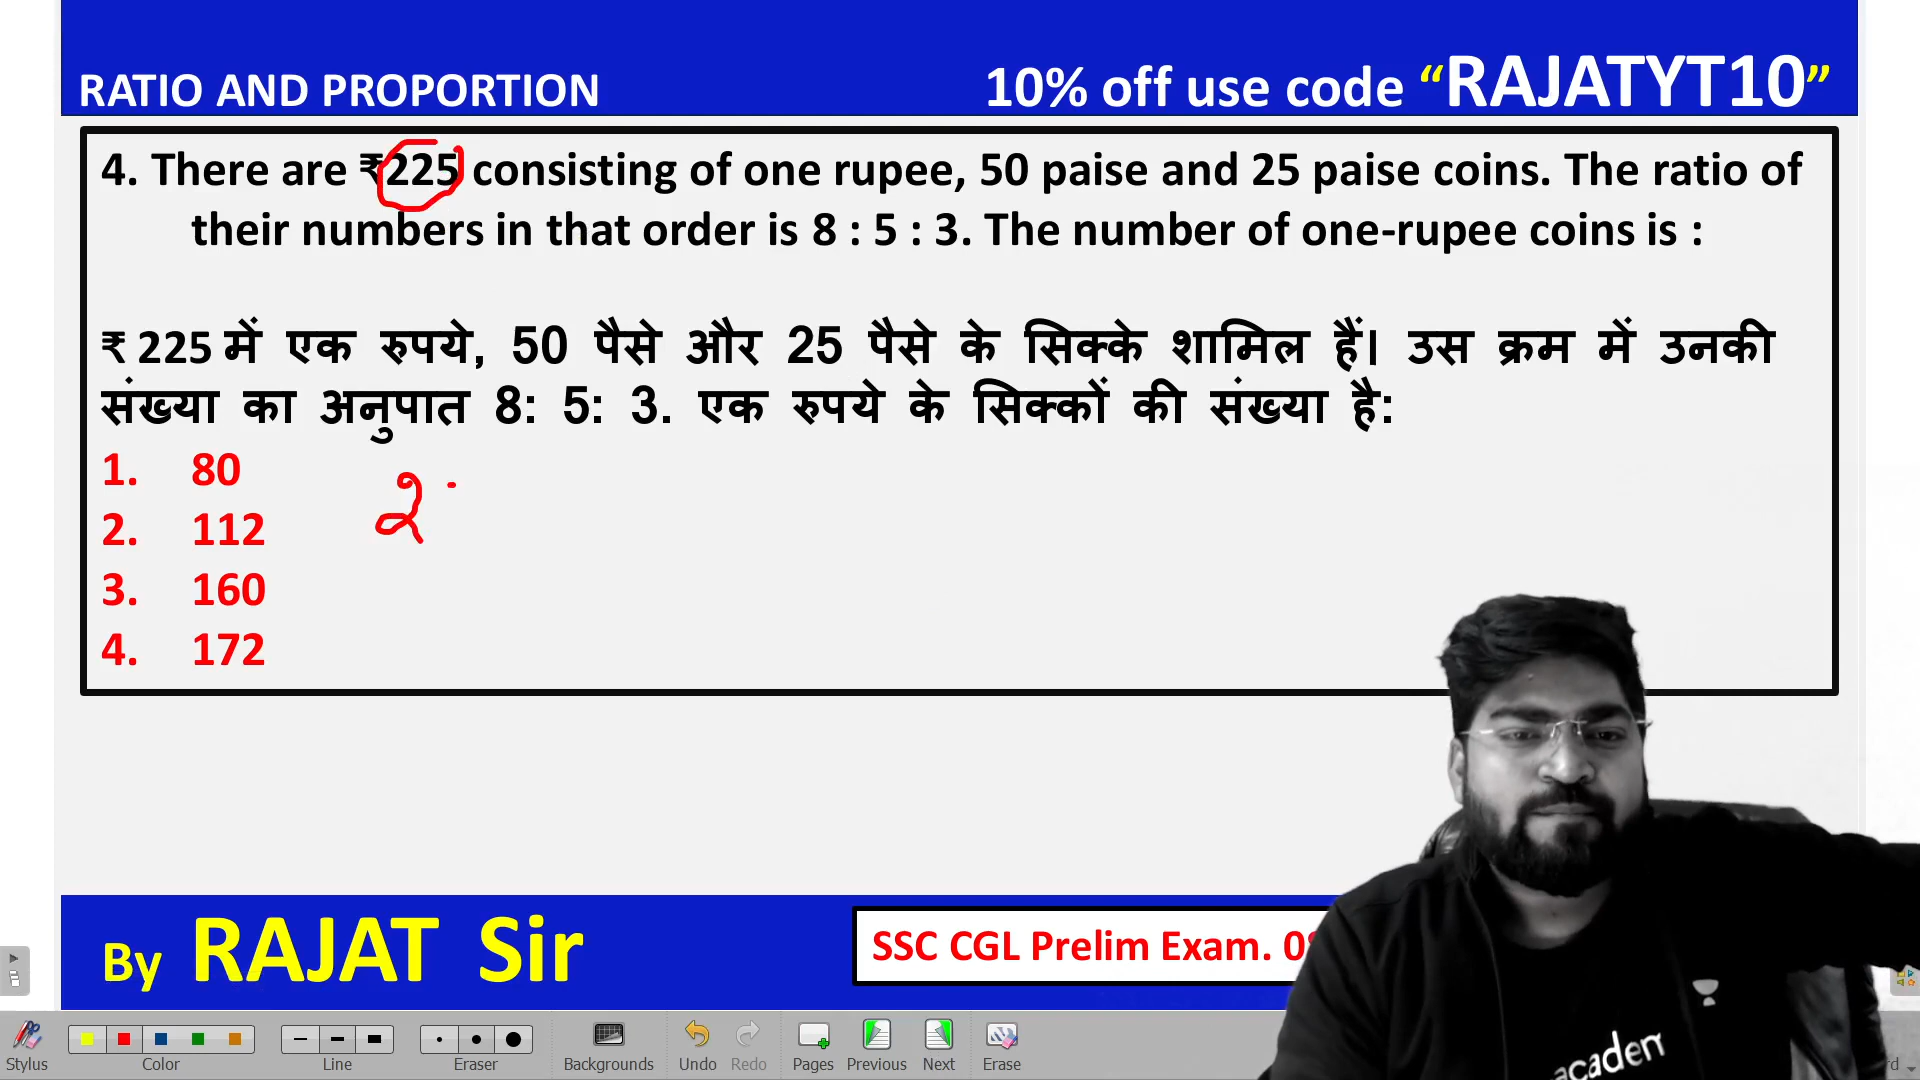 RATIO AND PROPORTION
10% off use code “RAJATYT10”
4. There are ₹225 consisting of one rupee, 50 paise and 25 paise coins. The ratio of
their numbers in that order is 8 : 5 : 3. The number of one-rupee coins is :
₹ 225 में एक रुपये, 50 पैसे और 25 पैसे के सिक्के शामिल हैं। उस क्रम में उनकी
संख्या का अनुपात 8: 5: 3. एक रुपये के सिक्कों की संख्या है:
1. 80
2. 112
3. 160
4. 172
2
By RAJAT Sir
SSC CGL Prelim Exam.
academ
Stylus
Color
Line
Eraser
Backgrounds
Undo
Redo
Pages
Previous
Next
Erase